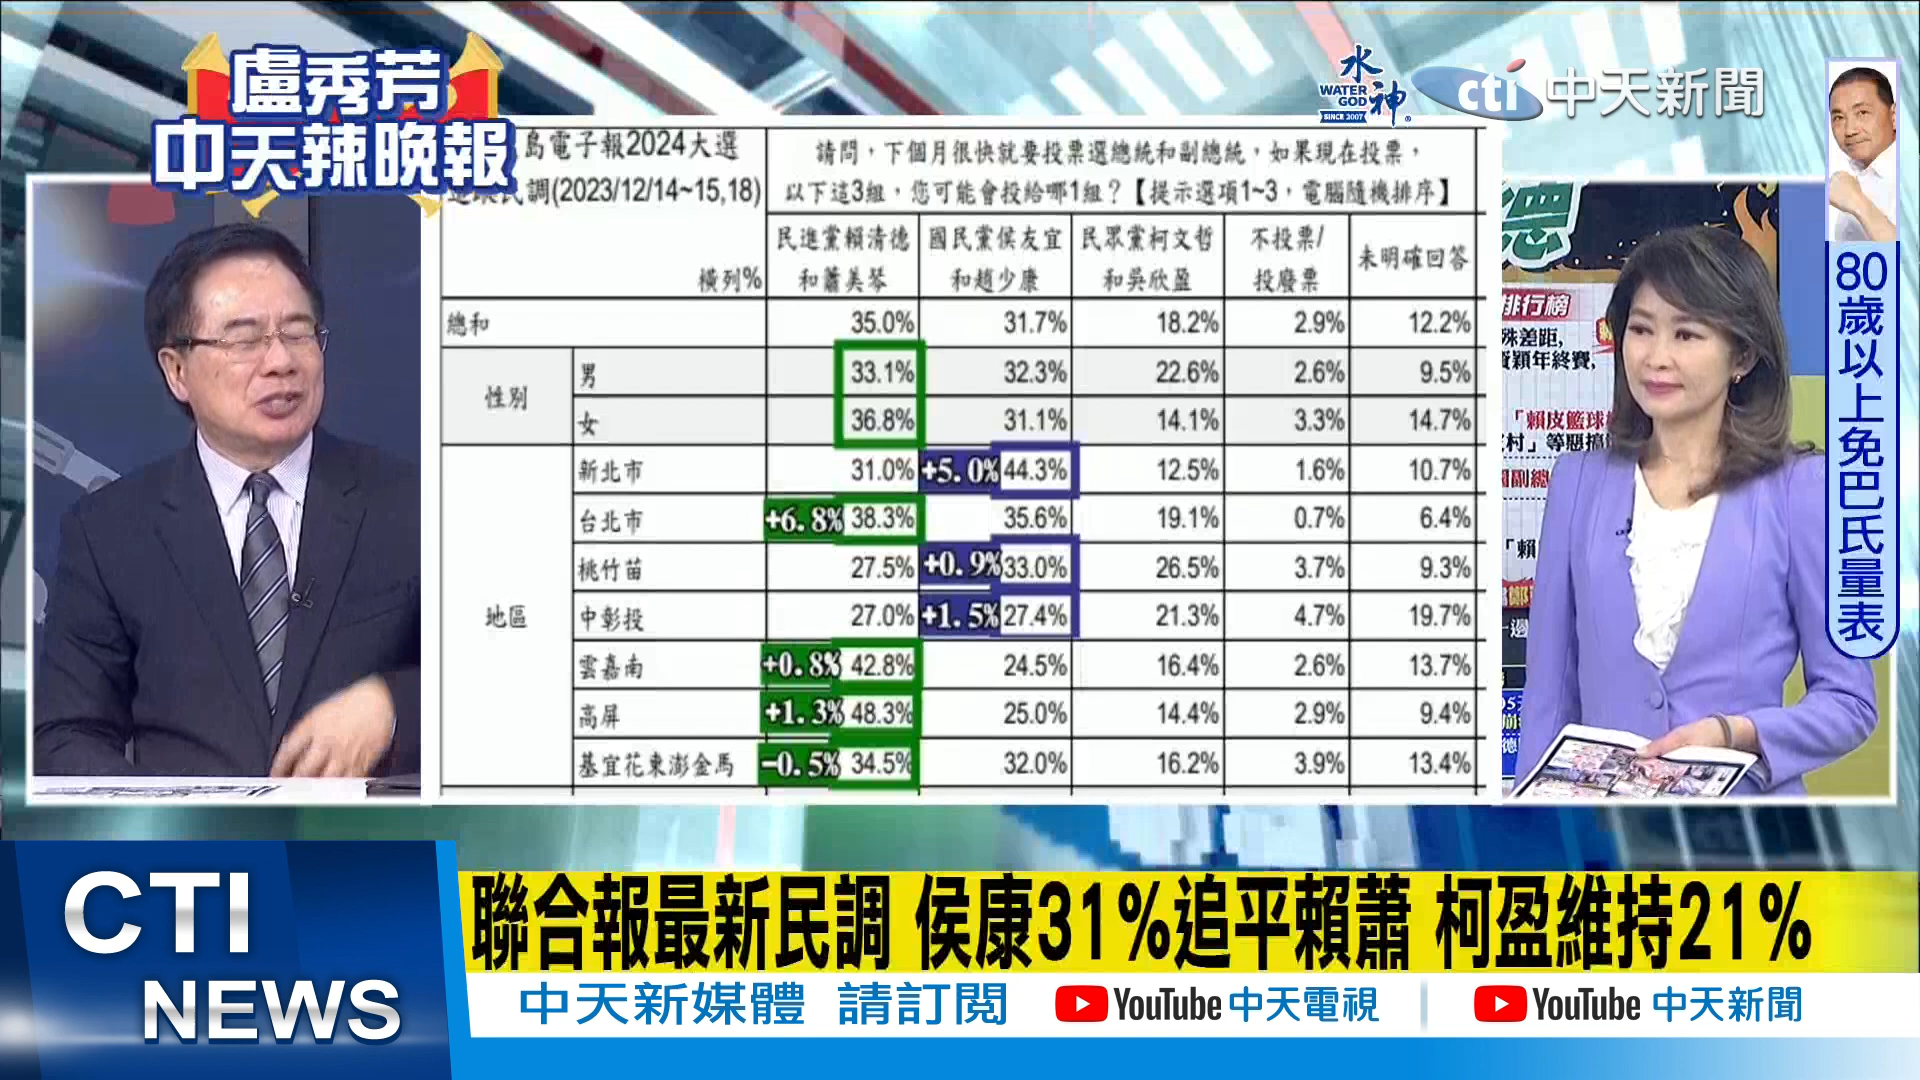 盧秀芳
中天辣晚報
水神
WATER GOD
SINCE 2007
cti 中天新聞
80歲以上免巴氏量表
島電子報2024大選
民調(2023/12/14~15,18)
橫列%
請問，下個月很快就要投票選總統和副總統，如果現在投票，
以下這3組，您可能會投給哪1組？【提示選項1~3，電腦隨機排序】
民進黨賴清德和蕭美琴 國民黨侯友宜和趙少康 民眾黨柯文哲和吳欣盈 不投票/投廢票 未明確回答
總和 35.0% 31.7% 18.2% 2.9% 12.2%
性別
男 33.1% 32.3% 22.6% 2.6% 9.5%
女 36.8% 31.1% 14.1% 3.3% 14.7%
地區
新北市 31.0% +5.0% 44.3% 12.5% 1.6% 10.7%
台北市 +6.8% 38.3% 35.6% 19.1% 0.7% 6.4%
桃竹苗 27.5% +0.9% 33.0% 26.5% 3.7% 9.3%
中彰投 27.0% +1.5% 27.4% 21.3% 4.7% 19.7%
雲嘉南 +0.8% 42.8% 24.5% 16.4% 2.6% 13.7%
高屏 +1.3% 48.3% 25.0% 14.4% 2.9% 9.4%
基宜花東澎金馬 -0.5% 34.5% 32.0% 16.2% 3.9% 13.4%
排行榜
殊差距,
年終賽,
「賴皮籃球
村」等惡搞
副總
「賴
CTI
NEWS
聯合報最新民調 侯康31%追平賴蕭 柯盈維持21%
中天新媒體 請訂閱 YouTube 中天電視 YouTube 中天新聞